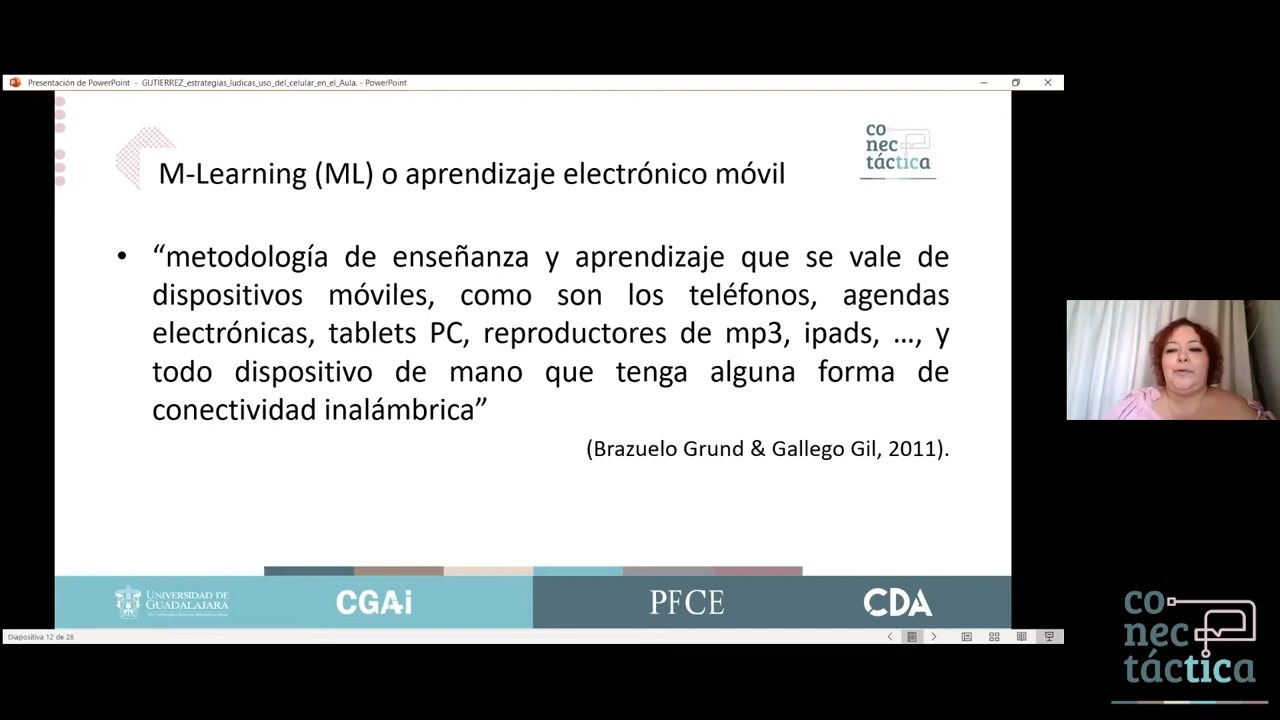 Presentación de PowerPoint - GUTIERREZ_estrategias_ludicas_uso_del_celular_en_el_Aula. - PowerPoint
co
nec
táctica
M-Learning (ML) o aprendizaje electrónico móvil
• “metodología de enseñanza y aprendizaje que se vale de
dispositivos móviles, como son los teléfonos, agendas
electrónicas, tablets PC, reproductores de mp3, ipads, …, y
todo dispositivo de mano que tenga alguna forma de
conectividad inalámbrica”
(Brazuelo Grund & Gallego Gil, 2011).
UNIVERSIDAD DE
GUADALAJARA
CGAi
PFCE
CDA
Diapositiva 12 de 28
co
nec
táctica